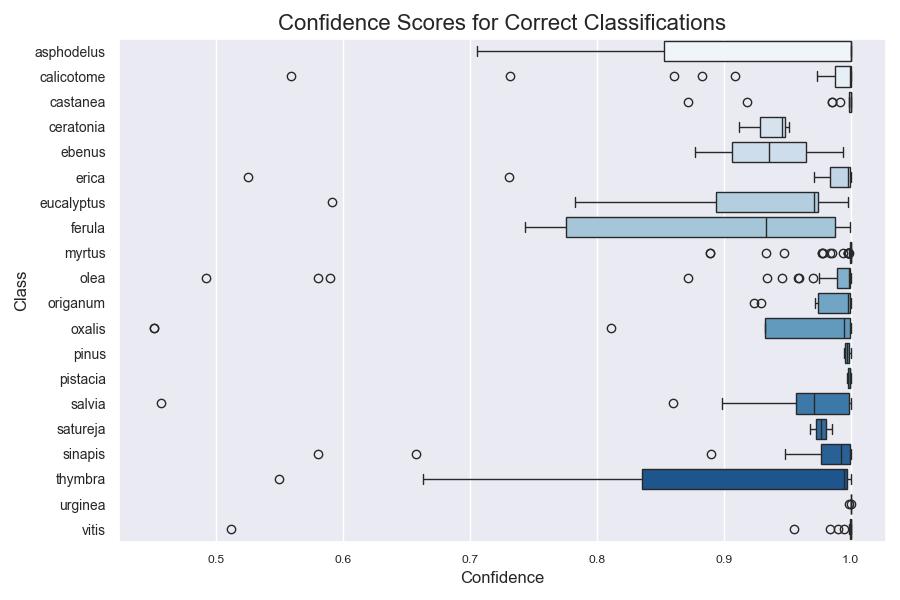 Confidence Scores for Correct Classifications
asphodelus
calicotome
castanea
ceratonia
ebenus
erica
eucalyptus
ferula
myrtus
olea
origanum
oxalis
pinus
pistacia
salvia
satureja
sinapis
thymbra
urginea
vitis
Class
0.5 0.6 0.7 0.8 0.9 1.0
Confidence